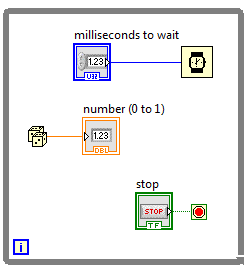 milliseconds to wait
1.23
U32
number (0 to 1)
1.23
DBL
stop
STOP
TF
i